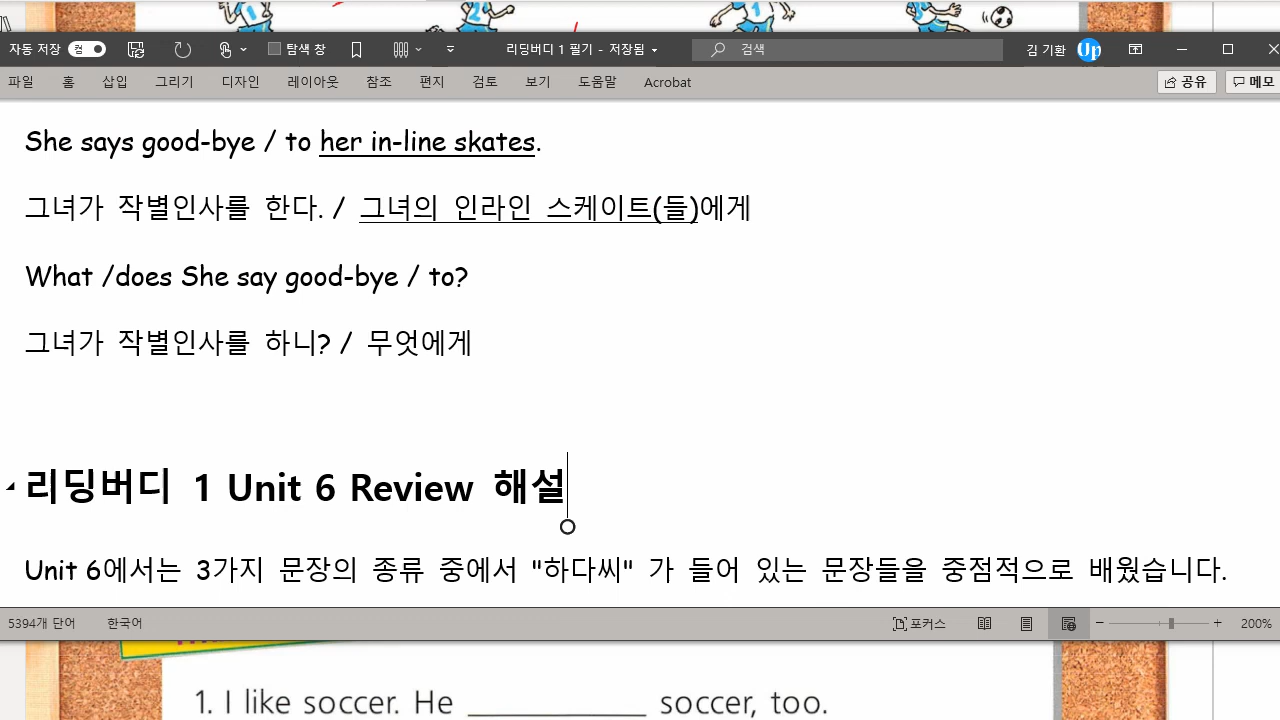 자동 저장 컴 탐색 창 리딩버디 1 필기 - 저장됨 검색 김 기환 Up
파일 홈 삽입 그리기 디자인 레이아웃 참조 편지 검토 보기 도움말 Acrobat 공유 메모
She says good-bye / to her in-line skates.
그녀가 작별인사를 한다. / 그녀의 인라인 스케이트(들)에게
What /does She say good-bye / to?
그녀가 작별인사를 하니? / 무엇에게
리딩버디 1 Unit 6 Review 해설
Unit 6에서는 3가지 문장의 종류 중에서 "하다씨" 가 들어 있는 문장들을 중점적으로 배웠습니다.
5394개 단어 한국어 포커스 200%
1. I like soccer. He __________ soccer, too.